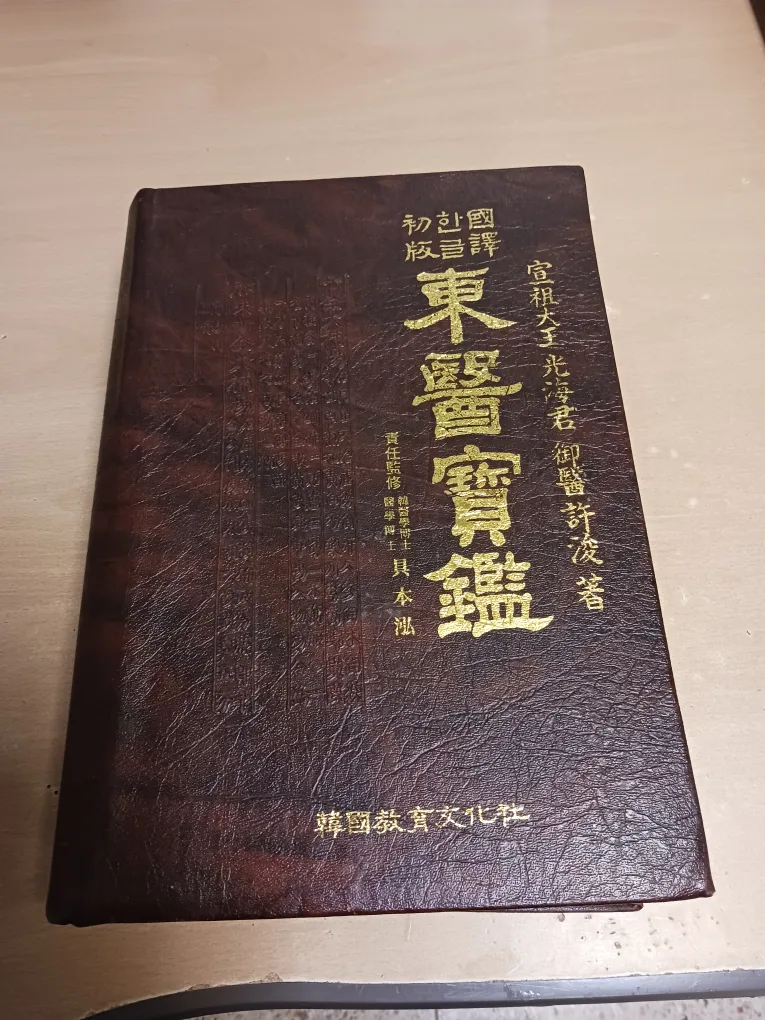 宣祖大王 光海君 御醫 許浚 著
國譯
한글
初版
東醫寶鑑
責任監修
韓醫學博士
醫學博士
具本泓
韓國敎育文化社